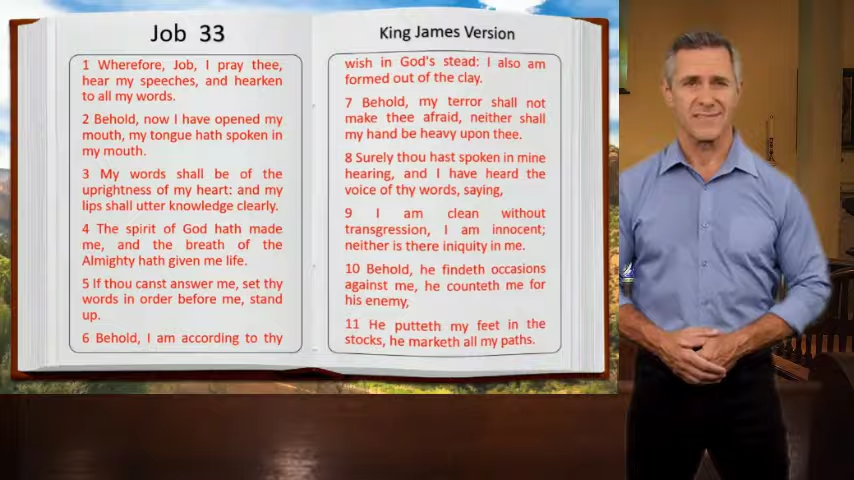 Job 33
1 Wherefore, Job, I pray thee,
hear my speeches, and hearken
to all my words.
2 Behold, now I have opened my
mouth, my tongue hath spoken in
my mouth.
3 My words shall be of the
uprightness of my heart: and my
lips shall utter knowledge clearly.
4 The spirit of God hath made
me, and the breath of the
Almighty hath given me life.
5 If thou canst answer me, set thy
words in order before me, stand
up.
6 Behold, I am according to thy
King James Version
wish in God's stead: I also am
formed out of the clay.
7 Behold, my terror shall not
make thee afraid, neither shall
my hand be heavy upon thee.
8 Surely thou hast spoken in mine
hearing, and I have heard the
voice of thy words, saying,
9 I am clean without
transgression, I am innocent;
neither is there iniquity in me.
10 Behold, he findeth occasions
against me, he counteth me for
his enemy,
11 He putteth my feet in the
stocks, he marketh all my paths.